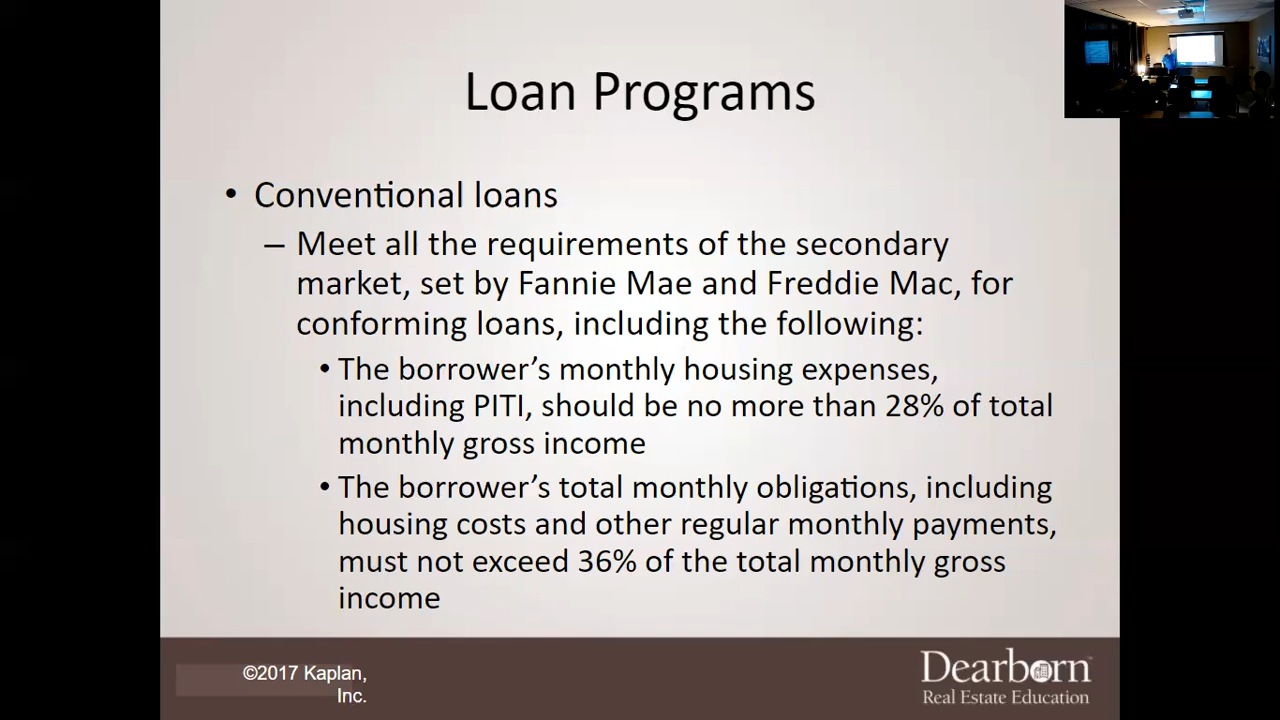 Loan Programs
• Conventional loans
– Meet all the requirements of the secondary
market, set by Fannie Mae and Freddie Mac, for
conforming loans, including the following:
• The borrower’s monthly housing expenses,
including PITI, should be no more than 28% of total
monthly gross income
• The borrower’s total monthly obligations, including
housing costs and other regular monthly payments,
must not exceed 36% of the total monthly gross
income
©2017 Kaplan,
Inc.
Dearborn™
Real Estate Education